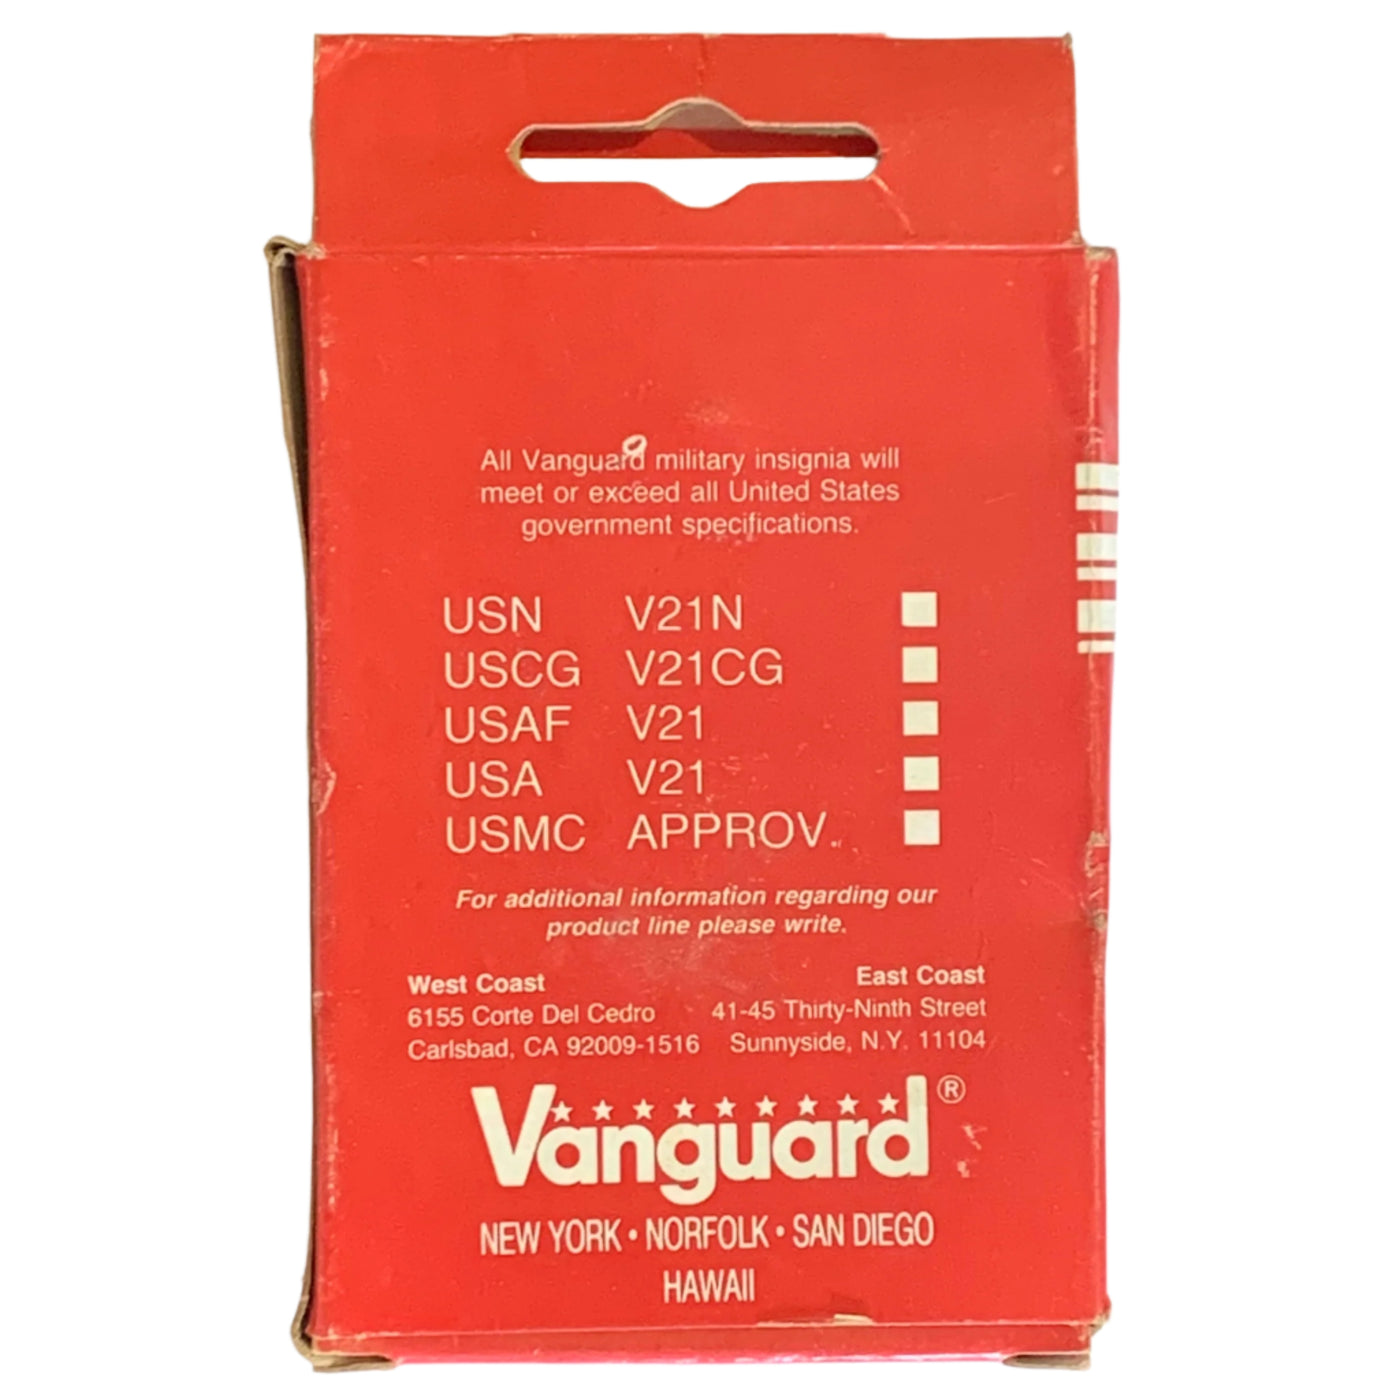 All Vanguard military insignia will
meet or exceed all United States
government specifications.
USN V21N
USCG V21CG
USAF V21
USA V21
USMC APPROV.
For additional information regarding our
product line please write.
West Coast
6155 Corte Del Cedro
Carlsbad, CA 92009-1516
East Coast
41-45 Thirty-Ninth Street
Sunnyside, N.Y. 11104
Vanguard®
NEW YORK • NORFOLK • SAN DIEGO
HAWAII